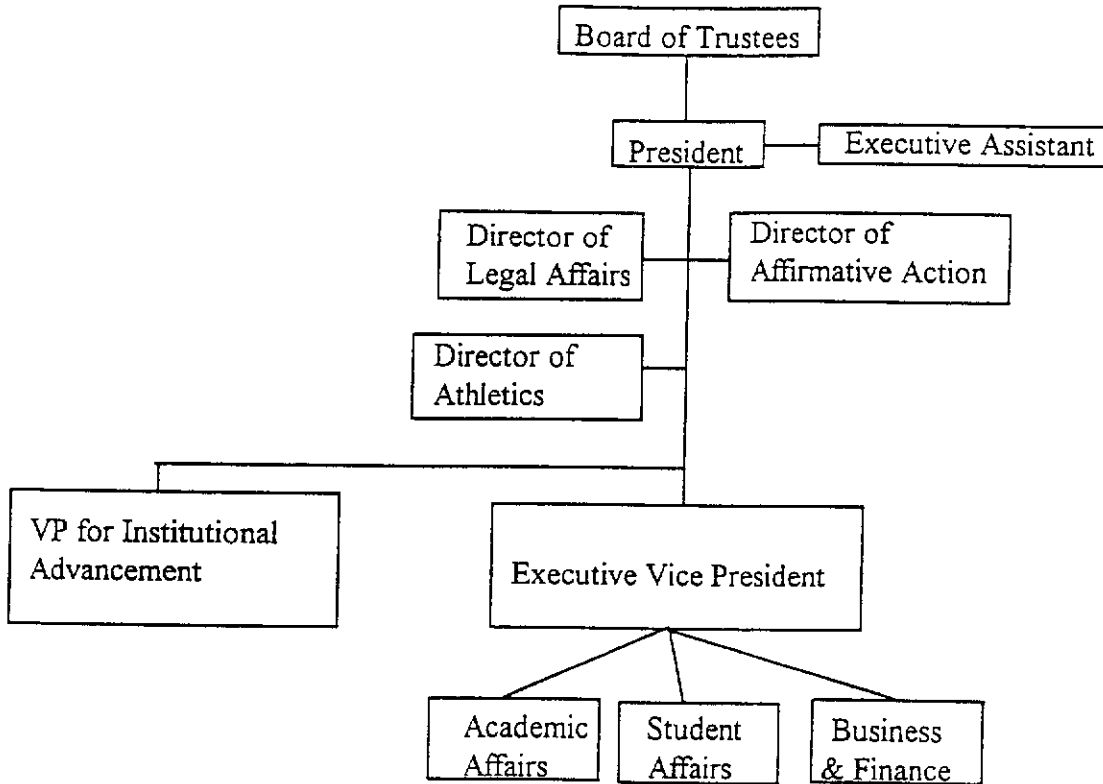 Board of Trustees
President
Executive Assistant
Director of
Legal Affairs
Director of
Affirmative Action
Director of
Athletics
VP for Institutional
Advancement
Executive Vice President
Academic
Affairs
Student
Affairs
Business
& Finance